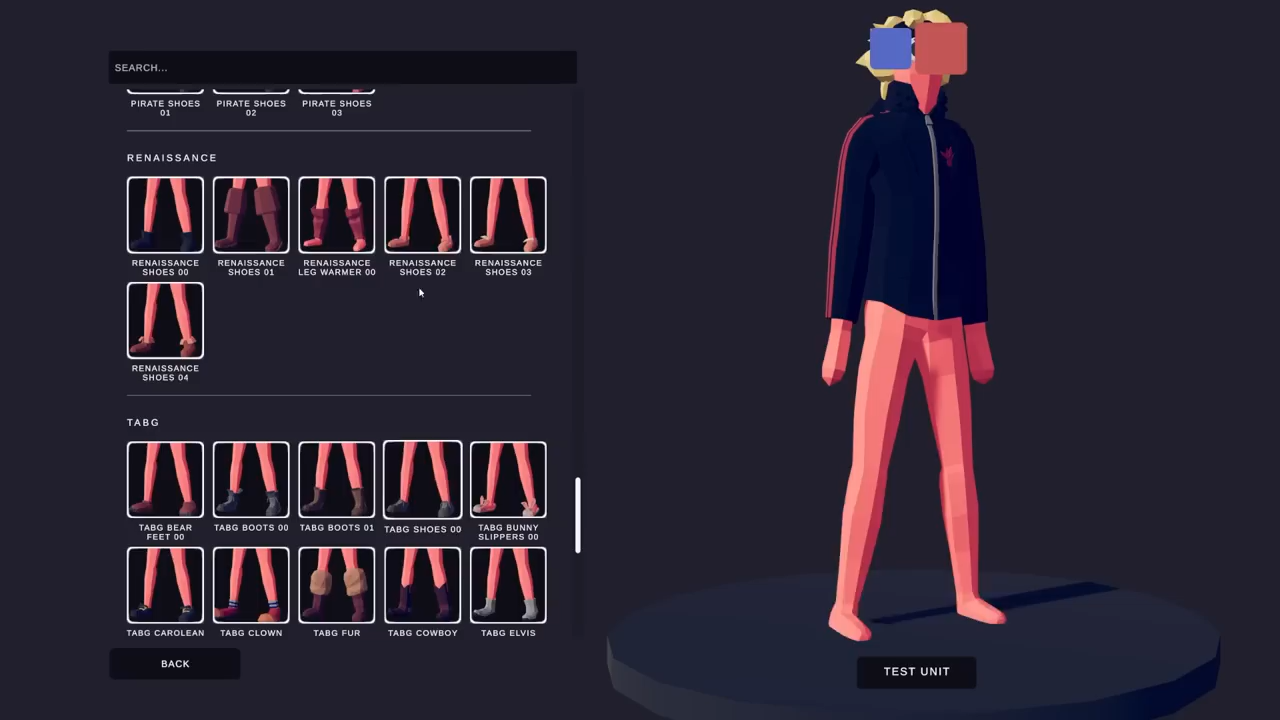 SEARCH...
PIRATE SHOES
01
PIRATE SHOES
02
PIRATE SHOES
03
RENAISSANCE
RENAISSANCE
SHOES 00
RENAISSANCE
SHOES 01
RENAISSANCE
LEG WARMER 00
RENAISSANCE
SHOES 02
RENAISSANCE
SHOES 03
RENAISSANCE
SHOES 04
TABG
TABG BEAR
FEET 00
TABG BOOTS 00
TABG BOOTS 01
TABG SHOES 00
TABG BUNNY
SLIPPERS 00
TABG CAROLEAN
TABG CLOWN
TABG FUR
TABG COWBOY
TABG ELVIS
BACK
TEST UNIT